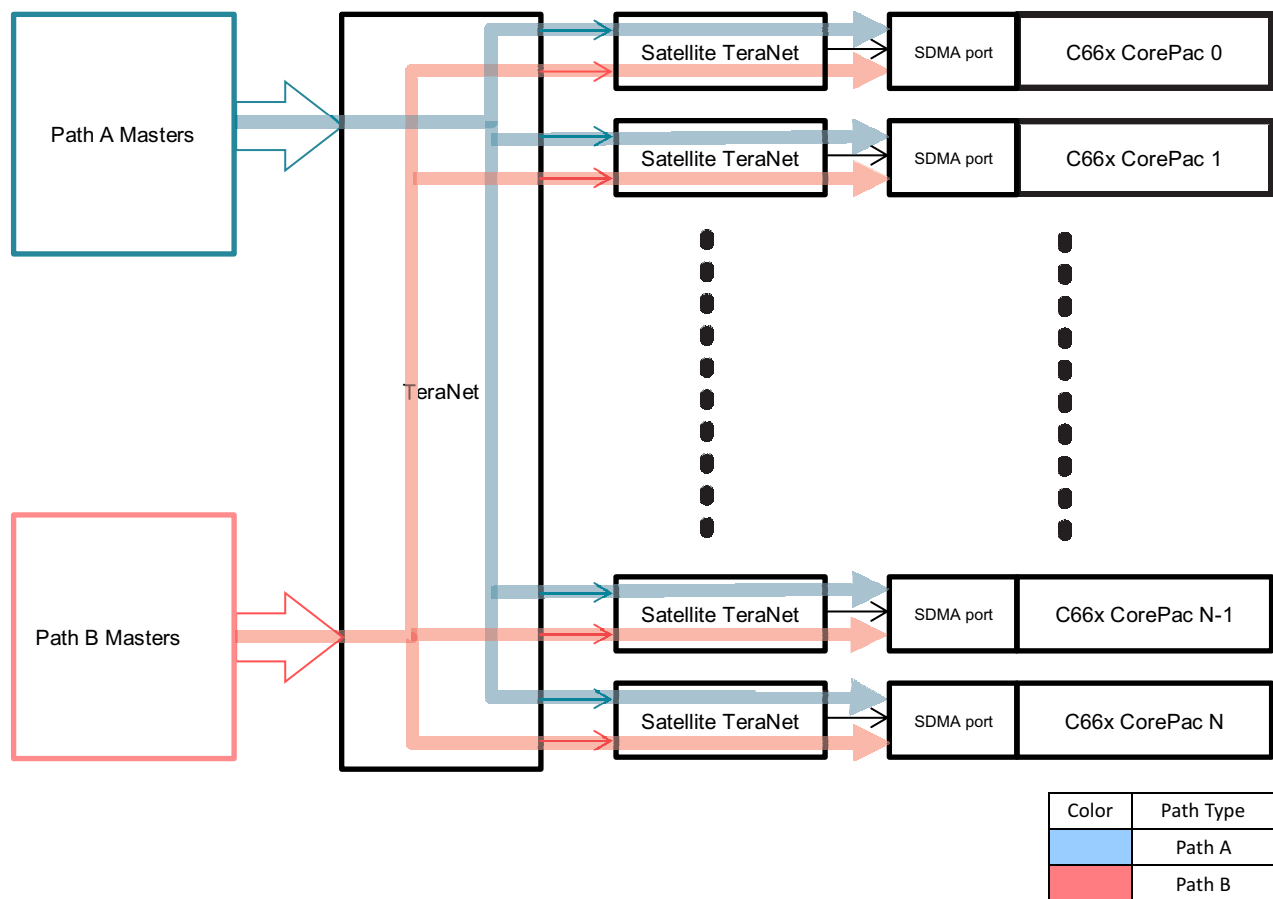 Path A Masters
Satellite TeraNet
SDMA port
C66x CorePac 0
Satellite TeraNet
SDMA port
C66x CorePac 1
TeraNet
Path B Masters
Satellite TeraNet
SDMA port
C66x CorePac N-1
Satellite TeraNet
SDMA port
C66x CorePac N
Color
Path Type
Path A
Path B